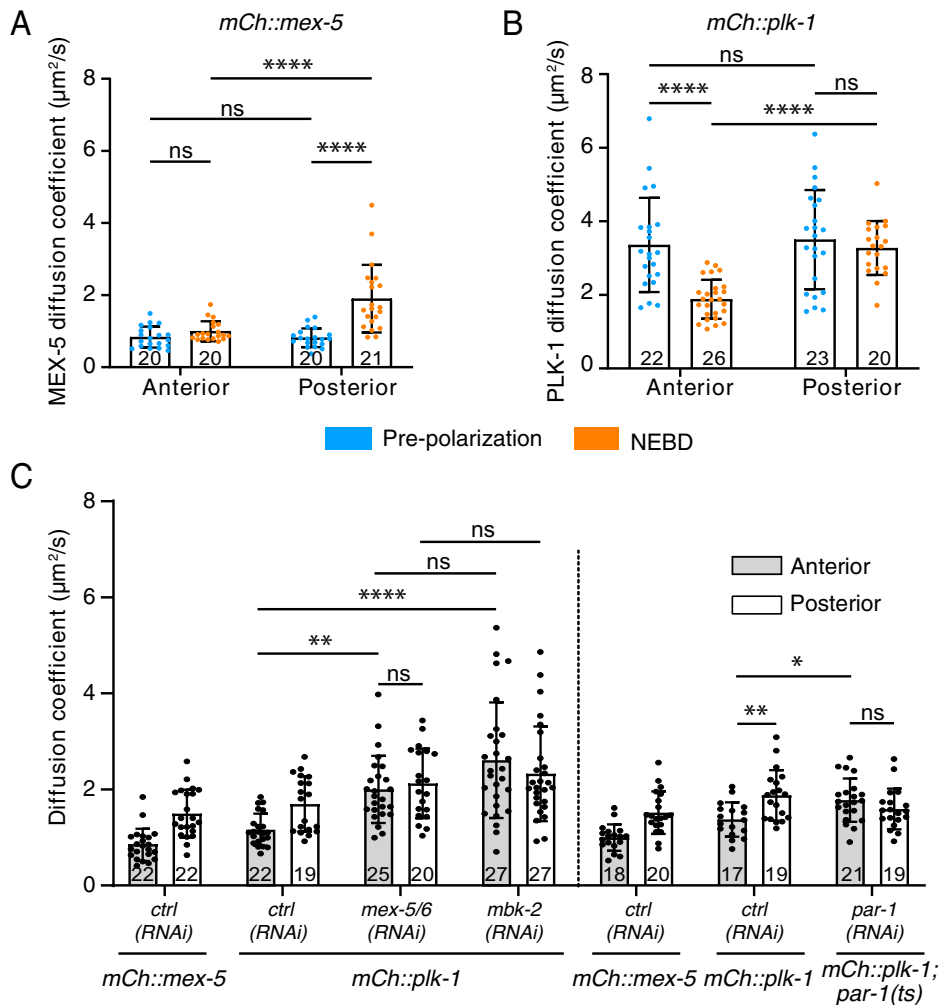 A
mCh::mex-5
MEX-5 diffusion coefficient (µm²/s)
8
6
4
2
0
ns
ns
****
****
20
20
20
21
Anterior
Posterior
B
mCh::plk-1
PLK-1 diffusion coefficient (µm²/s)
8
6
4
2
0
ns
ns
****
****
22
26
23
20
Anterior
Posterior
Pre-polarization
NEBD
C
Diffusion coefficient (µm²/s)
8
6
4
2
0
ns
ns
****
**
ns
*
**
ns
Anterior
Posterior
22
22
22
19
25
20
27
27
18
20
17
19
21
19
ctrl
(RNAi)
ctrl
(RNAi)
mex-5/6
(RNAi)
mbk-2
(RNAi)
ctrl
(RNAi)
ctrl
(RNAi)
par-1
(RNAi)
mCh::mex-5
mCh::plk-1
mCh::mex-5
mCh::plk-1
mCh::plk-1;
par-1(ts)